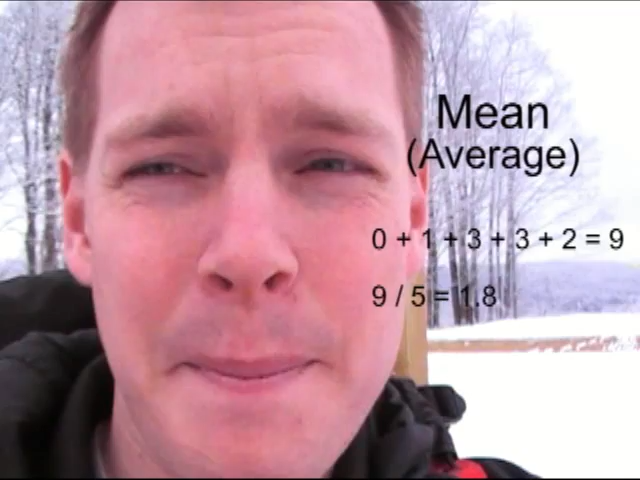 Mean
(Average)
0 + 1 + 3 + 3 + 2 = 9
9 / 5 = 1.8